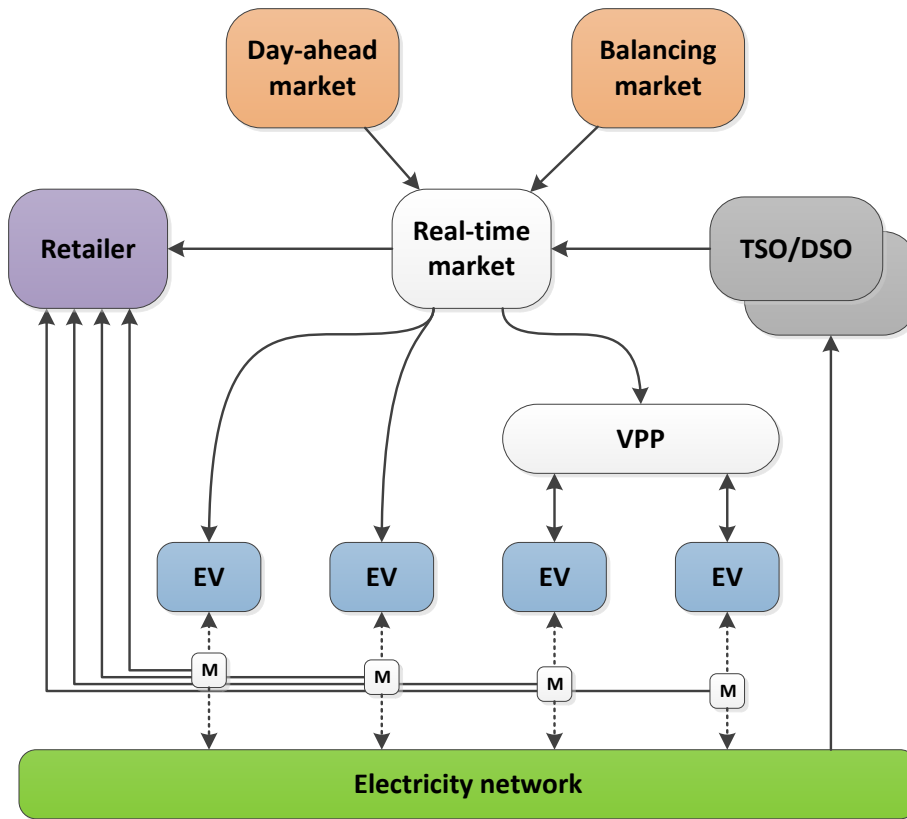 Day-ahead
market
Balancing
market
Retailer
Real-time
market
TSO/DSO
VPP
EV
EV
EV
EV
M
M
M
M
Electricity network